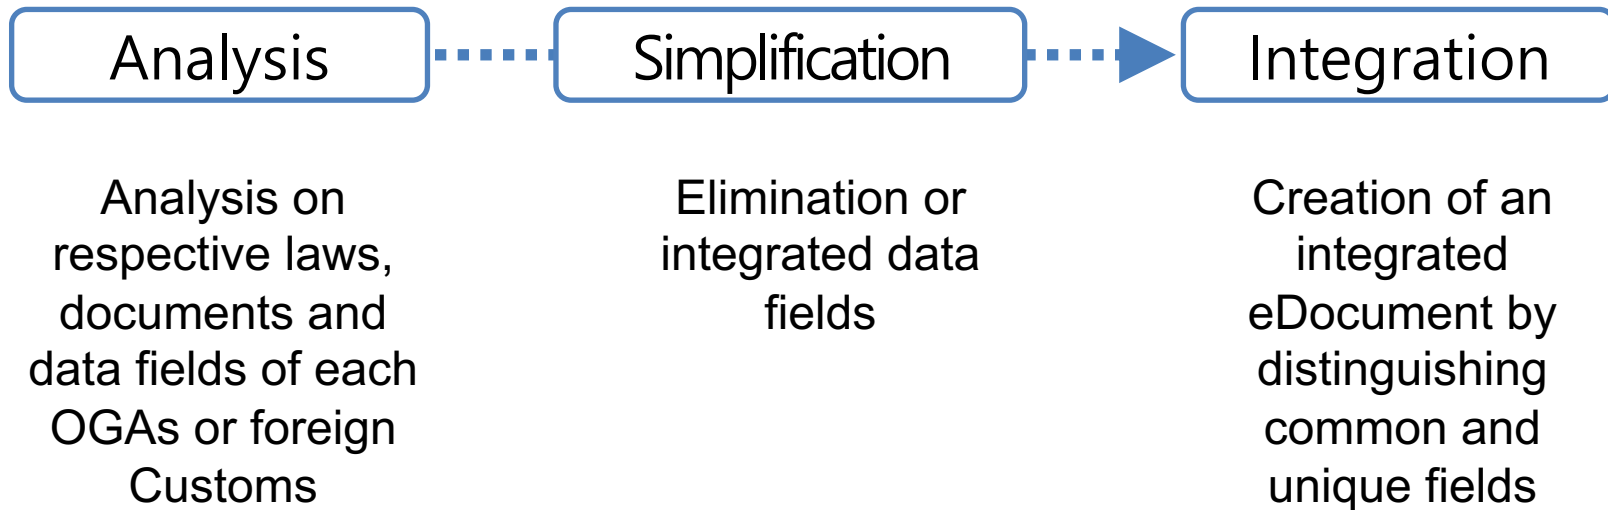 Analysis
Simplification
Integration
Analysis on
respective laws,
documents and
data fields of each
OGAs or foreign
Customs
Elimination or
integrated data
fields
Creation of an
integrated
eDocument by
distinguishing
common and
unique fields